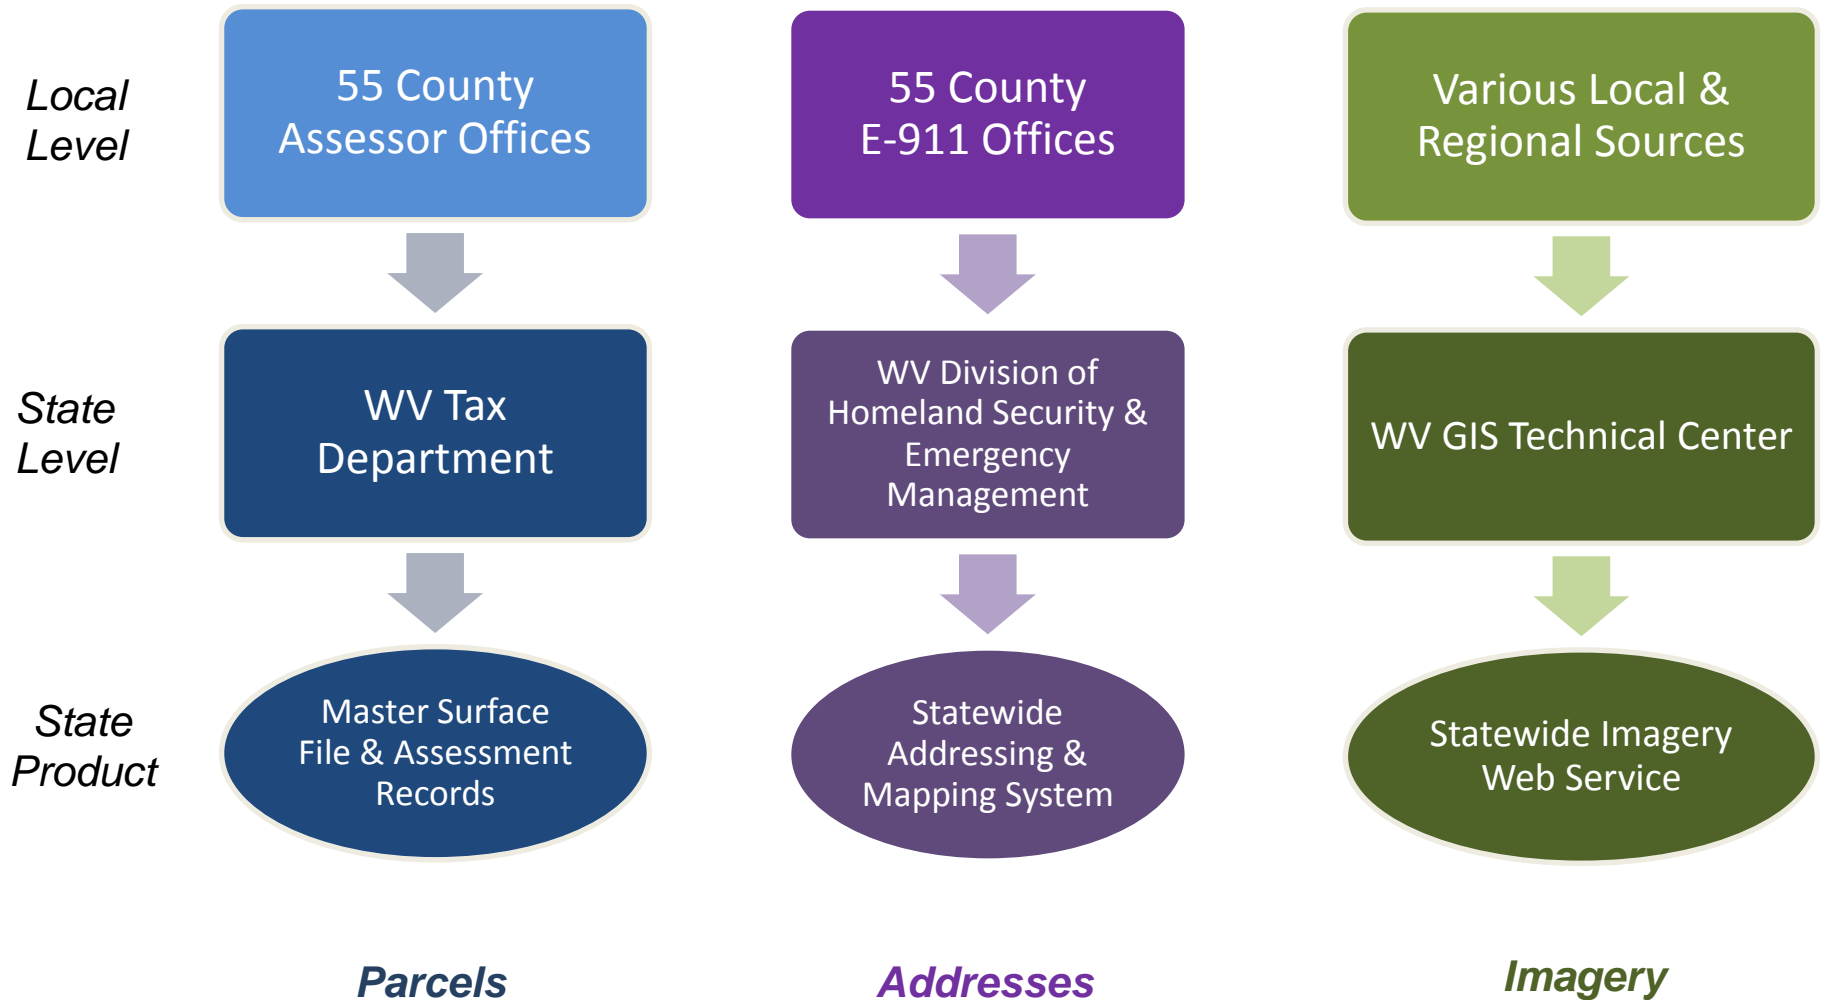 Local
Level
55 County
Assessor Offices
55 County
E-911 Offices
Various Local &
Regional Sources
State
Level
WV Tax
Department
WV Division of
Homeland Security &
Emergency
Management
WV GIS Technical Center
State
Product
Master Surface
File & Assessment
Records
Statewide
Addressing &
Mapping System
Statewide Imagery
Web Service
Parcels
Addresses
Imagery